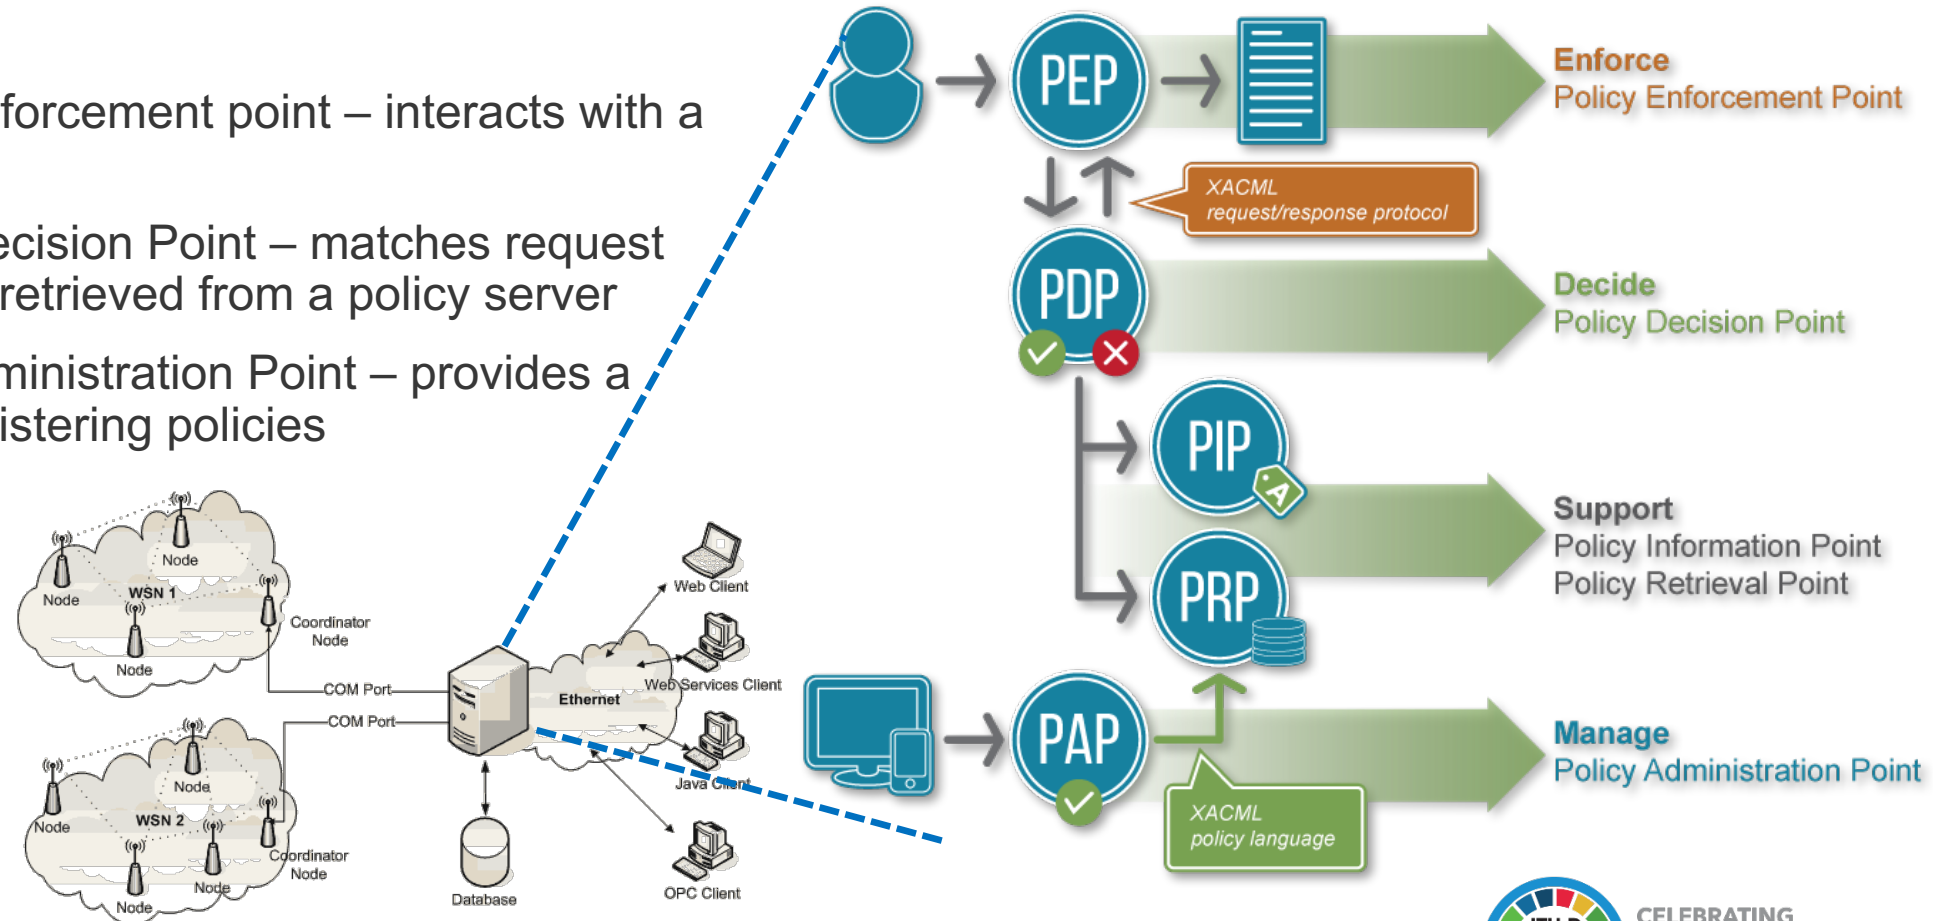 forcement point – interacts with a
ecision Point – matches request
retrieved from a policy server
ministration Point – provides a
istering policies
PEP
Enforce
Policy Enforcement Point
XACML
request/response protocol
PDP
Decide
Policy Decision Point
PIP
A
Support
Policy Information Point
Policy Retrieval Point
PRP
PAP
Manage
Policy Administration Point
XACML
policy language
Node
Node
WSN 1
Node
Coordinator
Node
COM Port
COM Port
Node
Node
WSN 2
Node
Node
Coordinator
Node
Ethernet
Web Client
Web Services Client
Java Client
OPC Client
Database
CELEBRATING